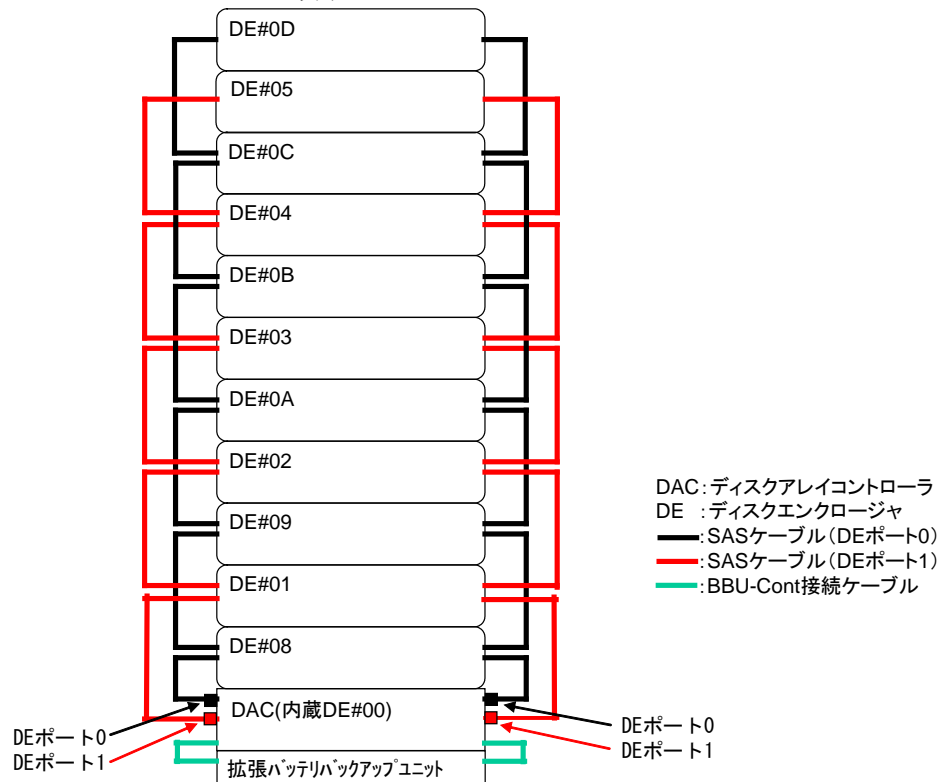 DE#0D
DE#05
DE#0C
DE#04
DE#0B
DE#03
DE#0A
DE#02
DE#09
DE#01
DE#08
DAC(内蔵DE#00)
拡張バッテリバックアップユニット
DEポート0
DEポート1
DEポート0
DEポート1
DAC:ディスクアレイコントローラ
DE :ディスクエンクロージャ
:SASケーブル(DEポート0)
:SASケーブル(DEポート1)
:BBU-Cont接続ケーブル